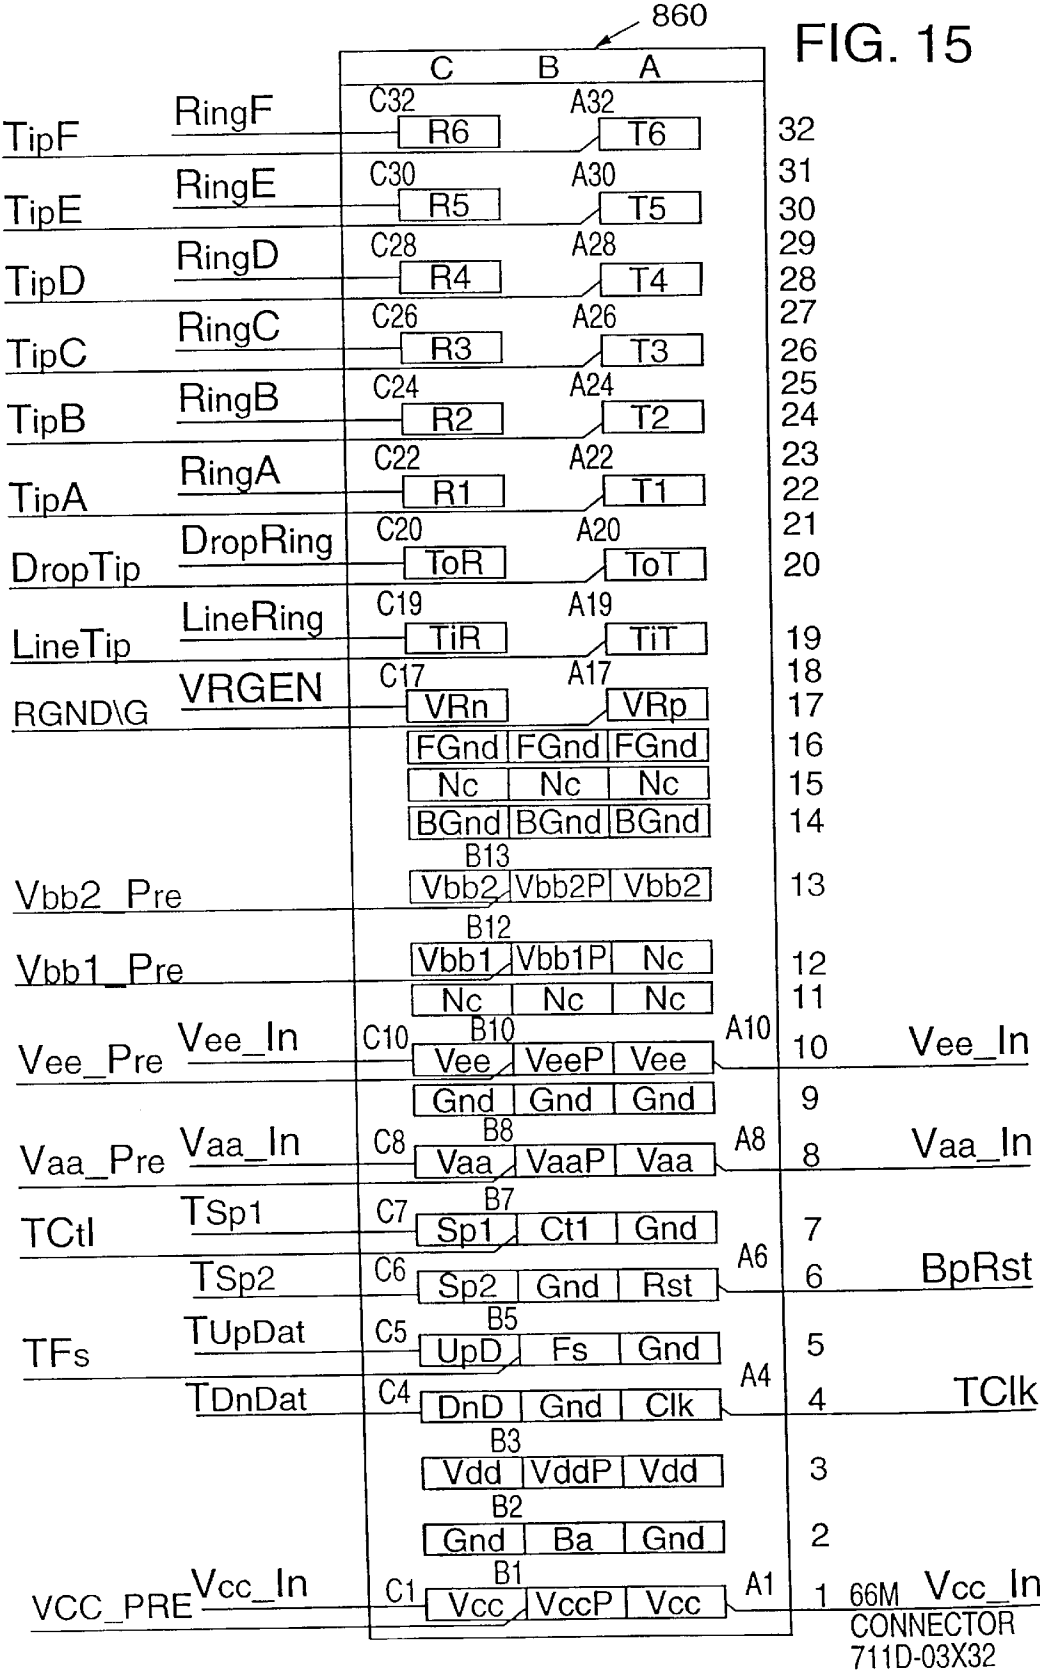 860
FIG. 15
C B A
C32 A32
TipF RingF R6 T6 32
31
C30 A30
TipE RingE R5 T5 30
29
C28 A28
TipD RingD R4 T4 28
27
C26 A26
TipC RingC R3 T3 26
25
C24 A24
TipB RingB R2 T2 24
23
C22 A22
TipA RingA R1 T1 22
21
C20 A20
DropTip DropRing ToR ToT 20
C19 A19
LineTip LineRing TiR TiT 19
18
C17 A17
RGND\G VRGEN VRn VRp 17
FGnd FGnd FGnd 16
Nc Nc Nc 15
BGnd BGnd BGnd 14
B13
Vbb2_Pre Vbb2 Vbb2P Vbb2 13
B12
Vbb1_Pre Vbb1 Vbb1P Nc 12
Nc Nc Nc 11
C10 B10 A10
Vee_Pre Vee_In Vee VeeP Vee 10 Vee_In
Gnd Gnd Gnd 9
C8 B8 A8
Vaa_Pre Vaa_In Vaa VaaP Vaa 8 Vaa_In
C7 B7
TCtl TSp1 Sp1 Ct1 Gnd 7
C6 A6
TSp2 Sp2 Gnd Rst 6 BpRst
C5 B5
TFs TUpDat UpD Fs Gnd 5
C4 A4
TDnDat DnD Gnd Clk 4 TClk
B3
Vdd VddP Vdd 3
B2
Gnd Ba Gnd 2
C1 B1 A1
VCC_PRE Vcc_In Vcc VccP Vcc 1 66M Vcc_In
CONNECTOR
711D-03X32